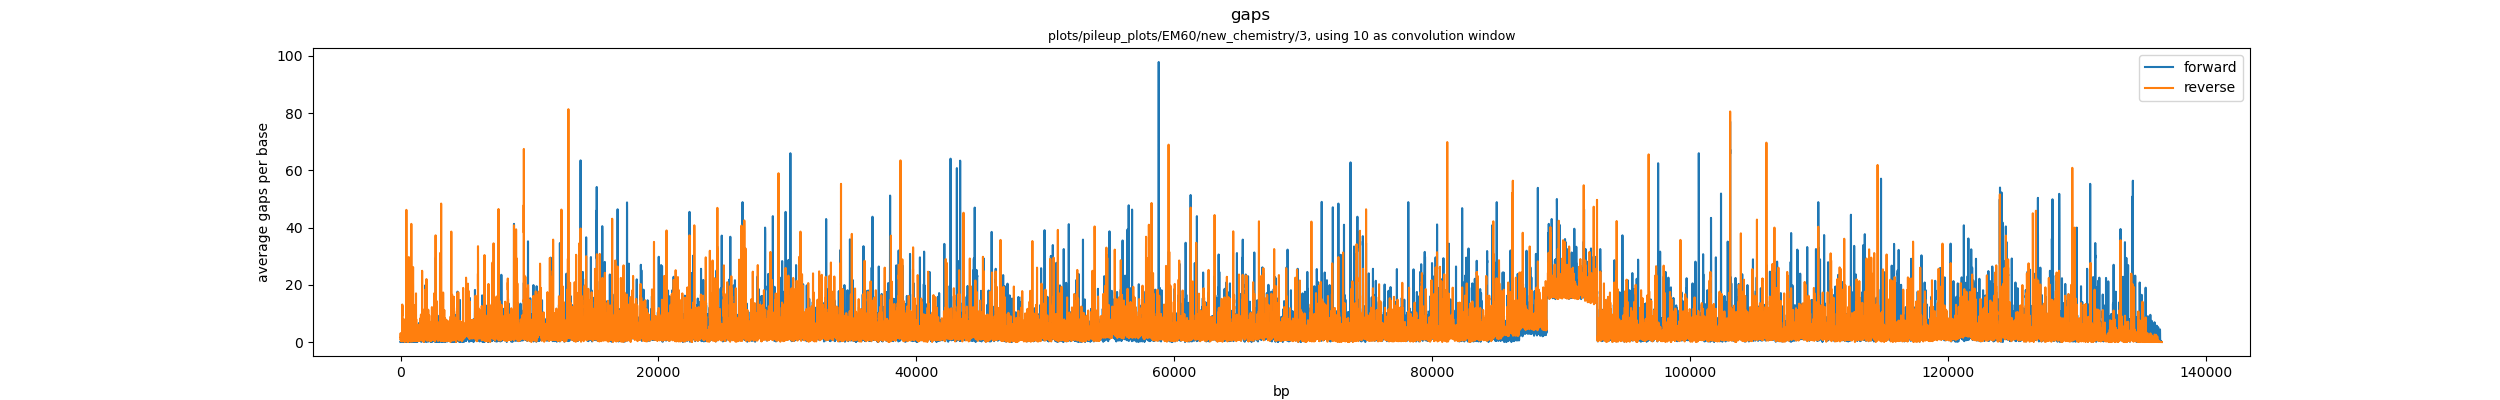 gaps
plots/pileup_plots/EM60/new_chemistry/3, using 10 as convolution window
100
80
60
40
20
0
average gaps per base
forward
reverse
0 20000 40000 60000 80000 100000 120000 140000
bp